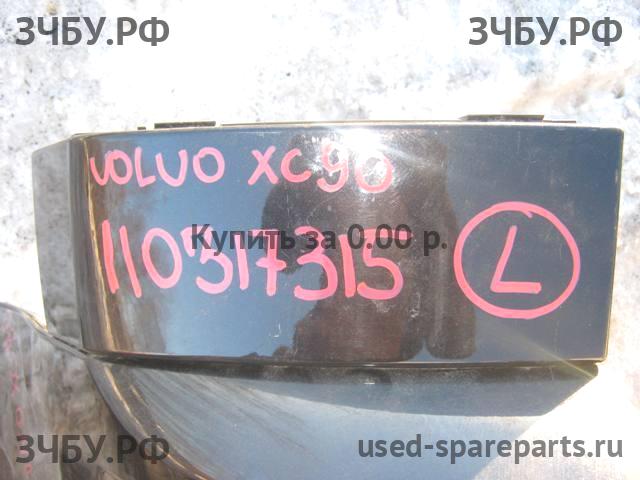 ЗЧБУ.РФ ЗЧБУ.РФ
VOLVO XC90
Купить за 0.00 р.
110317315 L
ЗЧБУ.РФ used-spareparts.ru